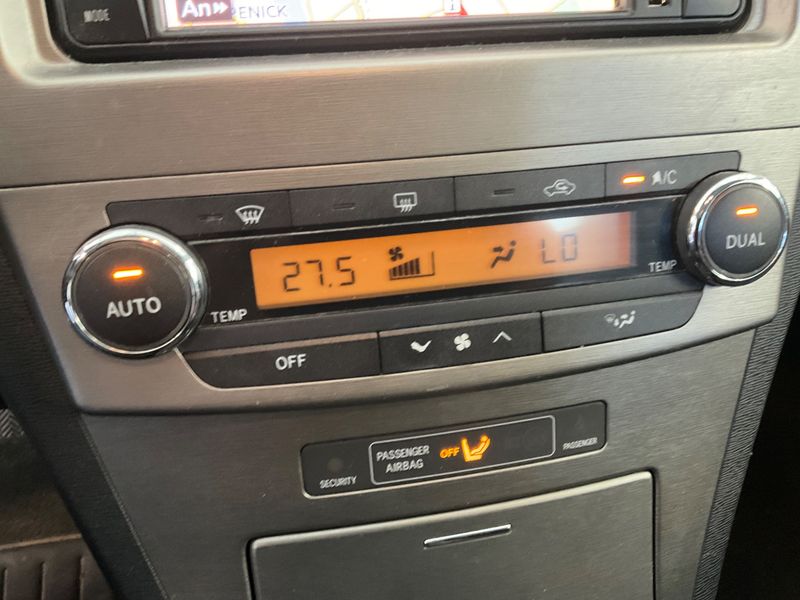 MODE
An
ENICK
A/C
AUTO
TEMP
27.5
LO
TEMP
DUAL
OFF
SECURITY
PASSENGER
AIRBAG
OFF
PASSENGER